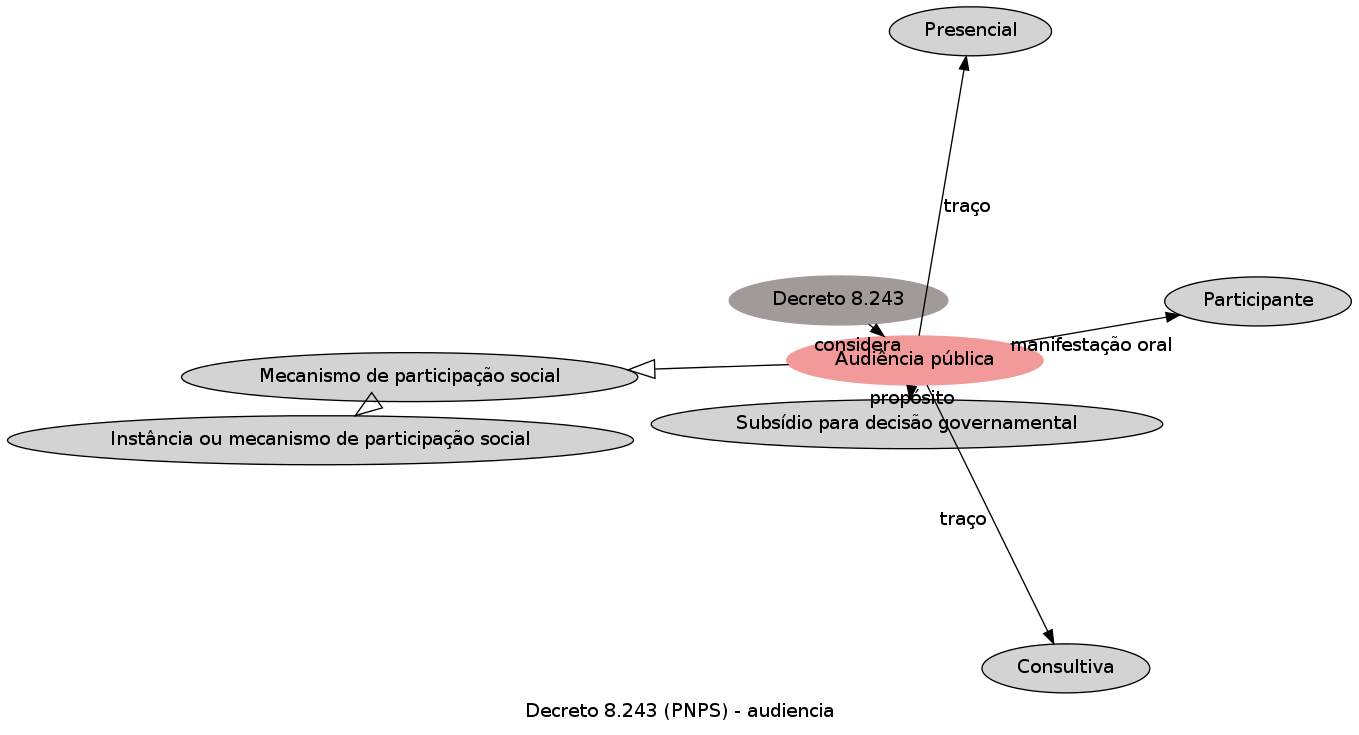 Presencial
traço
Decreto 8.243
Participante
considera
manifestação oral
Audiência pública
Mecanismo de participação social
propósito
Subsídio para decisão governamental
Instância ou mecanismo de participação social
traço
Consultiva
Decreto 8.243 (PNPS) - audiencia